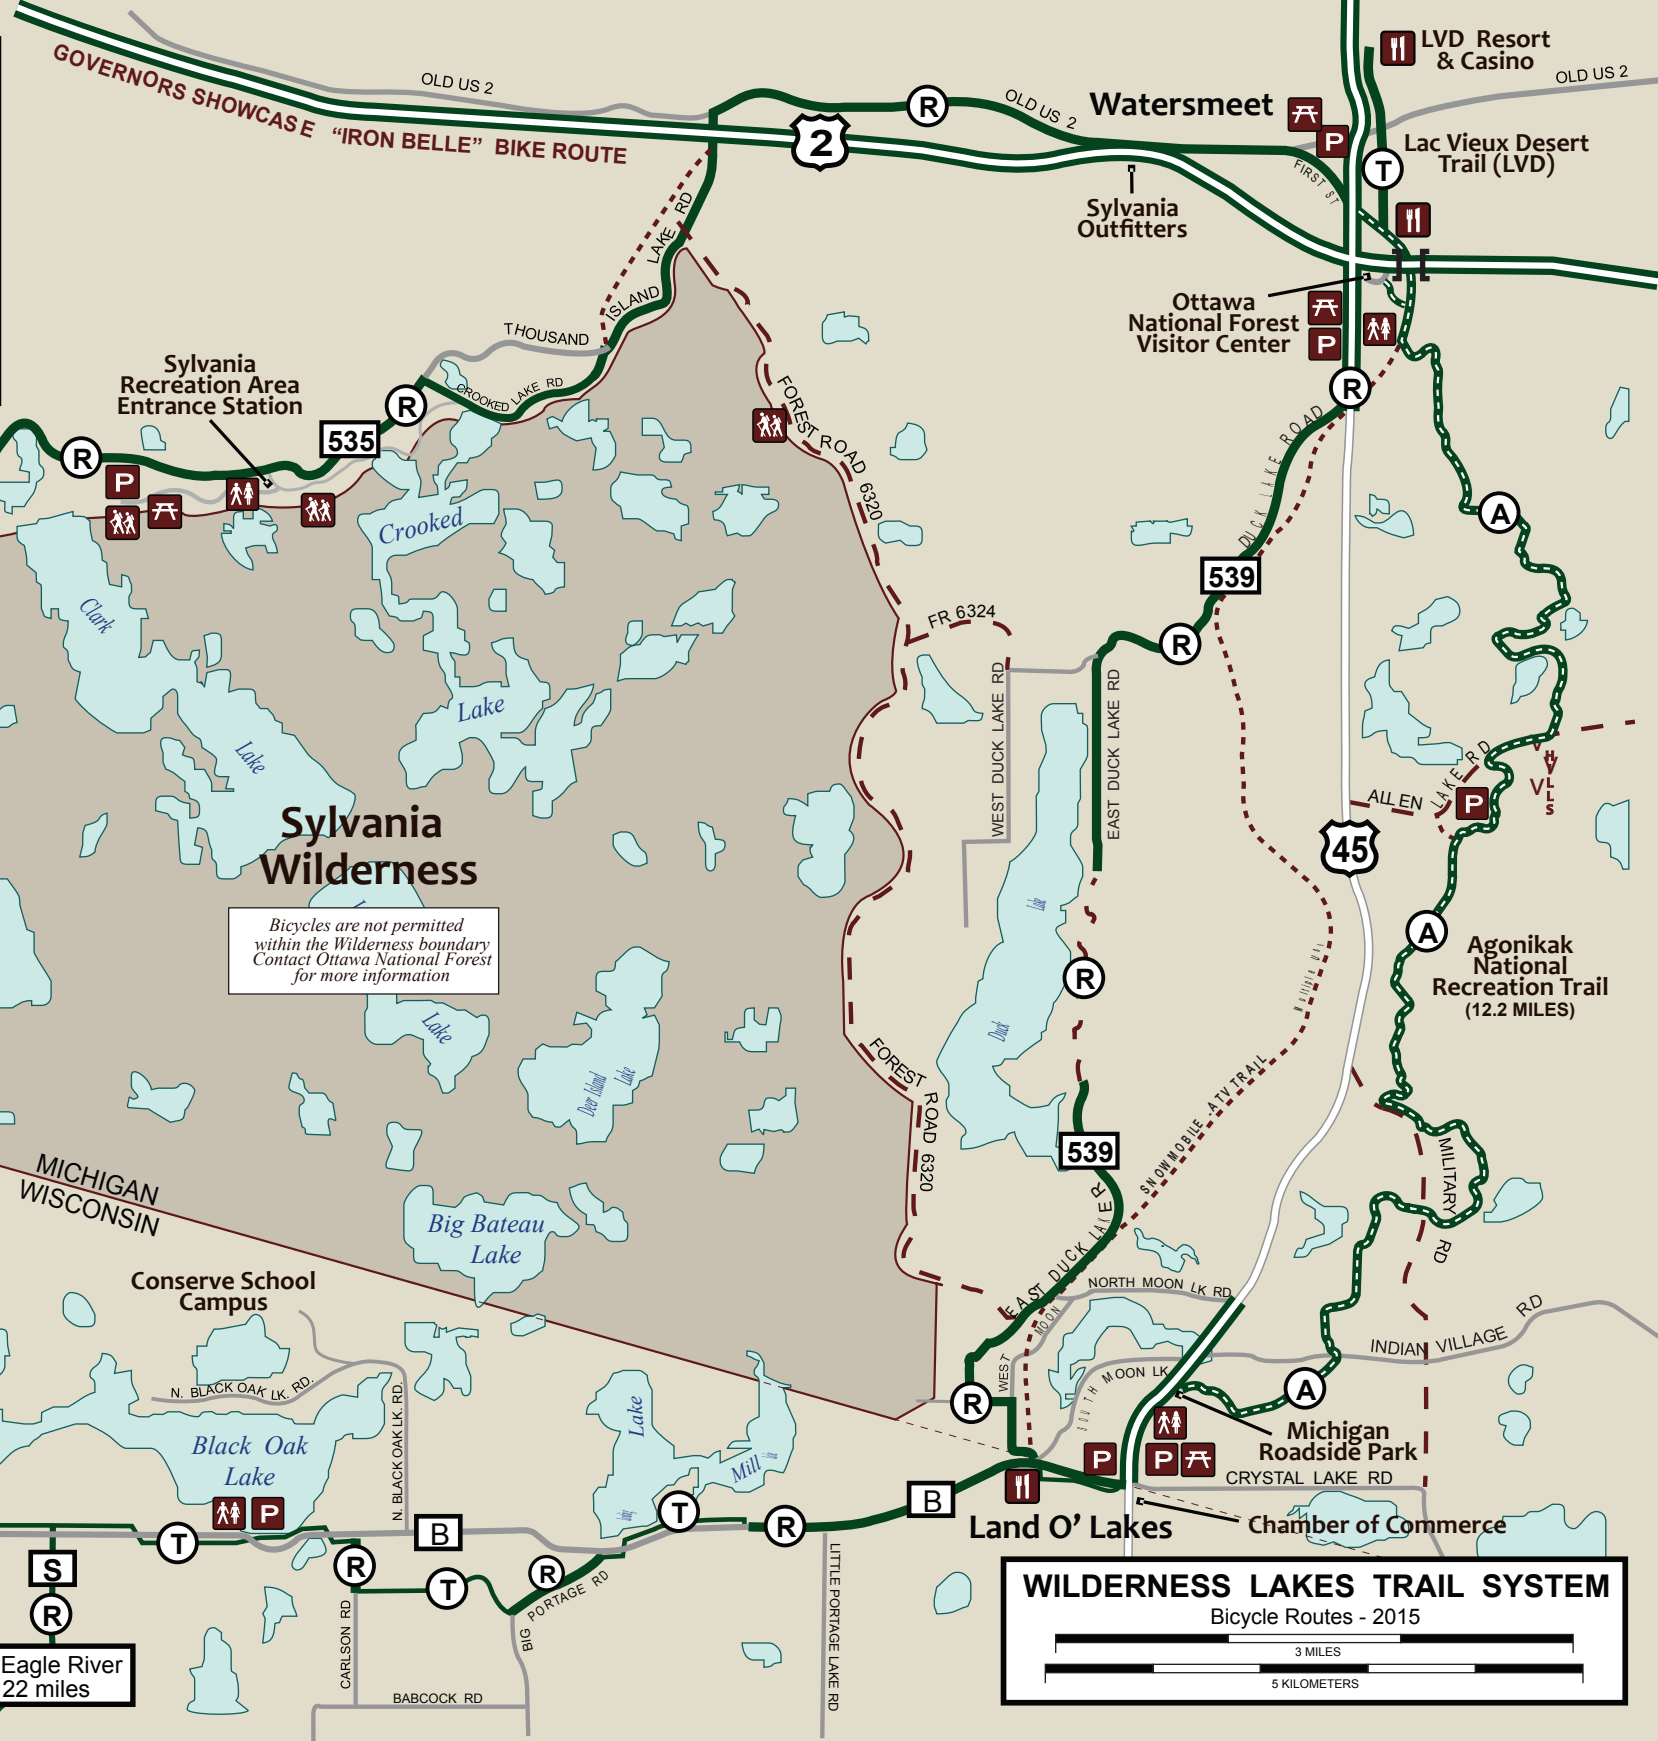 LVD Resort
& Casino
OLD US 2
GOVERNORS SHOWCASE "IRON BELLE" BIKE ROUTE
OLD US 2
R
OLD US 2
Watersmeet
P
2
Lac Vieux Desert
Trail (LVD)
T
FIRST ST
Sylvania
Outfitters
LAKE RD
ISLAND
THOUSAND
Ottawa
National Forest
Visitor Center
P
R
Sylvania
Recreation Area
Entrance Station
CROOKED LAKE RD
R
535
R
P
FOREST ROAD 6320
DUCK LAKE ROAD
Crooked
A
539
Clark
FR 6324
R
Lake
WEST DUCK LAKE RD
EAST DUCK LAKE RD
Lake
ALLEN
LAKE RD
P
HILLS
Sylvania
Wilderness
45
Bicycles are not permitted
within the Wilderness boundary
Contact Ottawa National Forest
for more information
Lake
A
Agonikak
National
Recreation Trail
(12.2 MILES)
Multiple Use
R
Lake
Duck
FOREST ROAD 6320
Deer Island
Lake
SNOWMOBILE - ATV TRAIL
539
MILITARY
RD
MICHIGAN
WISCONSIN
Big Bateau
Lake
EAST DUCK LAKE R
Conserve School
Campus
NORTH MOON LK RD
MOON
WEST
INDIAN VILLAGE RD
SOUTH MOON LK
N. BLACK OAK LK. RD.
N. BLACK OAK LK. RD.
R
A
Black Oak
Lake
Lake
Mill
Michigan
Roadside Park
P
P
CRYSTAL LAKE RD
P
T
R
B
Land O' Lakes
Chamber of Commerce
T
B
S
R
R
T
R
BIG PORTAGE RD
CARLSON RD
LITTLE PORTAGE LAKE RD
Eagle River
22 miles
BABCOCK RD
WILDERNESS LAKES TRAIL SYSTEM
Bicycle Routes - 2015
3 MILES
5 KILOMETERS